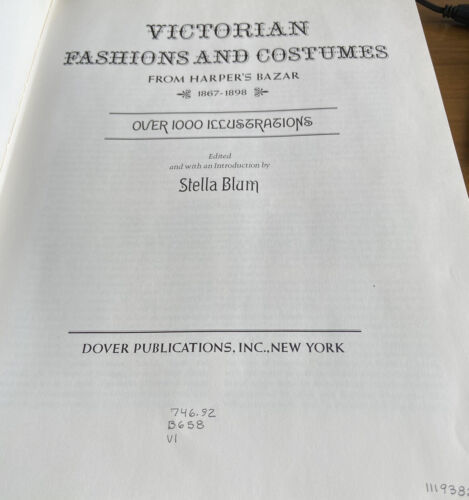 VICTORIAN
FASHIONS AND COSTUMES
FROM HARPER'S BAZAR
1867-1898
OVER 1000 ILLUSTRATIONS
Edited
and with an Introduction by
Stella Blum
DOVER PUBLICATIONS, INC., NEW YORK
746.92
B658
V1